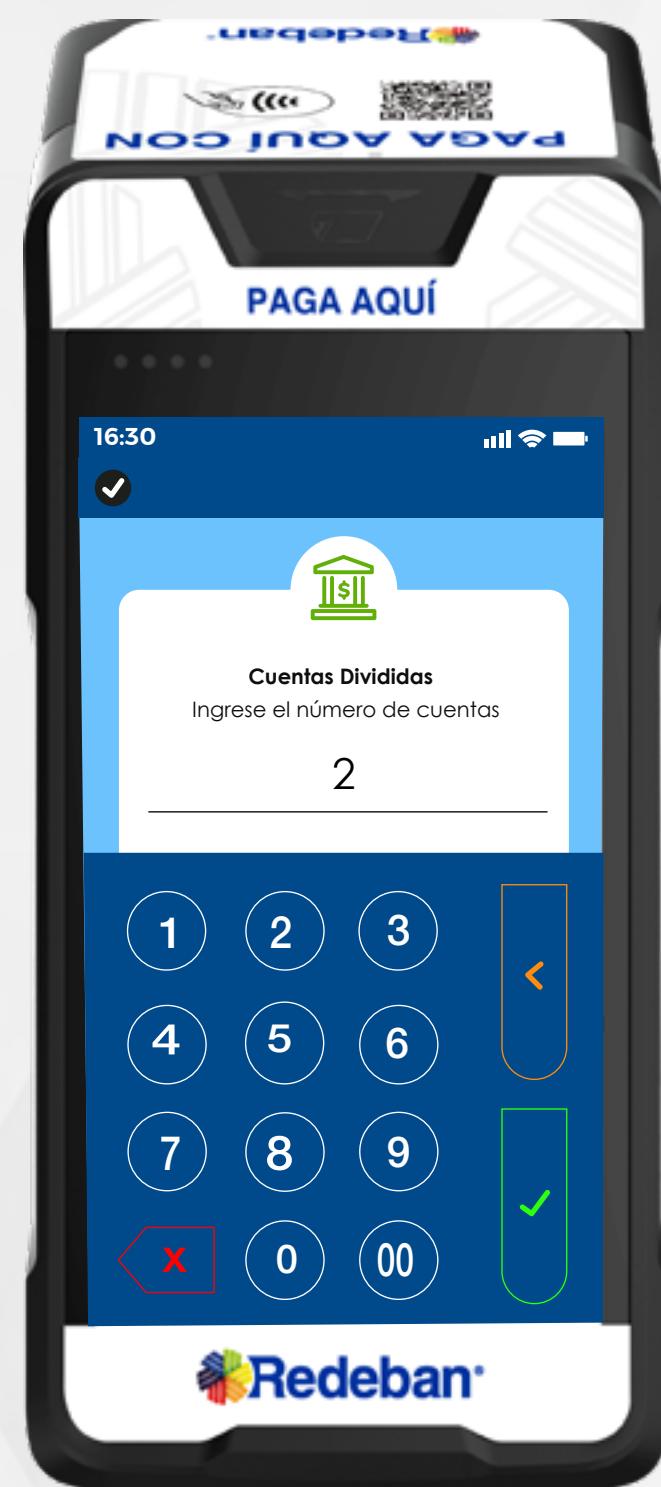 Redeban
PAGA AQUÍ CON
PAGA AQUÍ
16:30
$
Cuentas Divididas
Ingrese el número de cuentas
2
1 2 3 <
4 5 6
7 8 9
X 0 00
Redeban